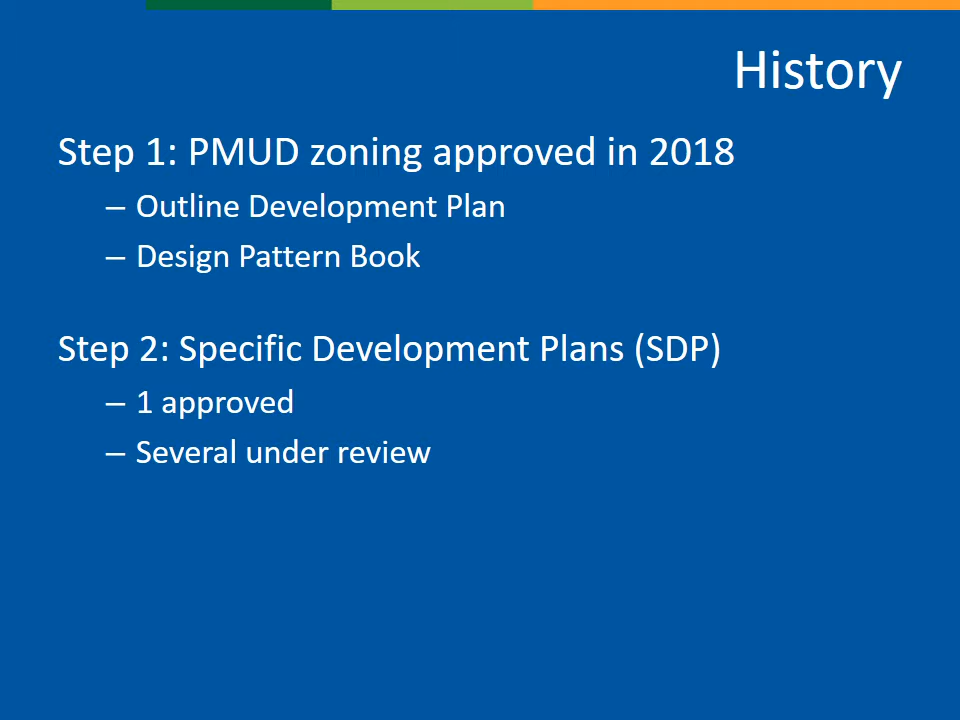 History
Step 1: PMUD zoning approved in 2018
– Outline Development Plan
– Design Pattern Book
Step 2: Specific Development Plans (SDP)
– 1 approved
– Several under review